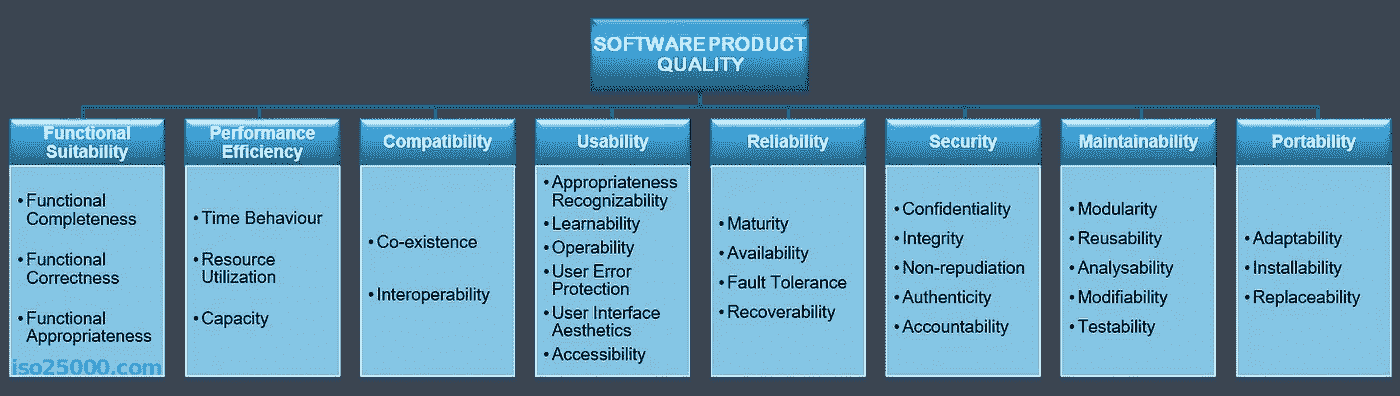 SOFTWARE PRODUCT
QUALITY
Functional
Suitability
• Functional
Completeness
• Functional
Correctness
• Functional
Appropriateness
iso25000.com
Performance
Efficiency
• Time Behaviour
• Resource
Utilization
• Capacity
Compatibility
• Co-existence
• Interoperability
Usability
• Appropriateness
Recognizability
• Learnability
• Operability
• User Error
Protection
• User Interface
Aesthetics
• Accessibility
Reliability
• Maturity
• Availability
• Fault Tolerance
• Recoverability
Security
• Confidentiality
• Integrity
• Non-repudiation
• Authenticity
• Accountability
Maintainability
• Modularity
• Reusability
• Analysability
• Modifiability
• Testability
Portability
• Adaptability
• Installability
• Replaceability